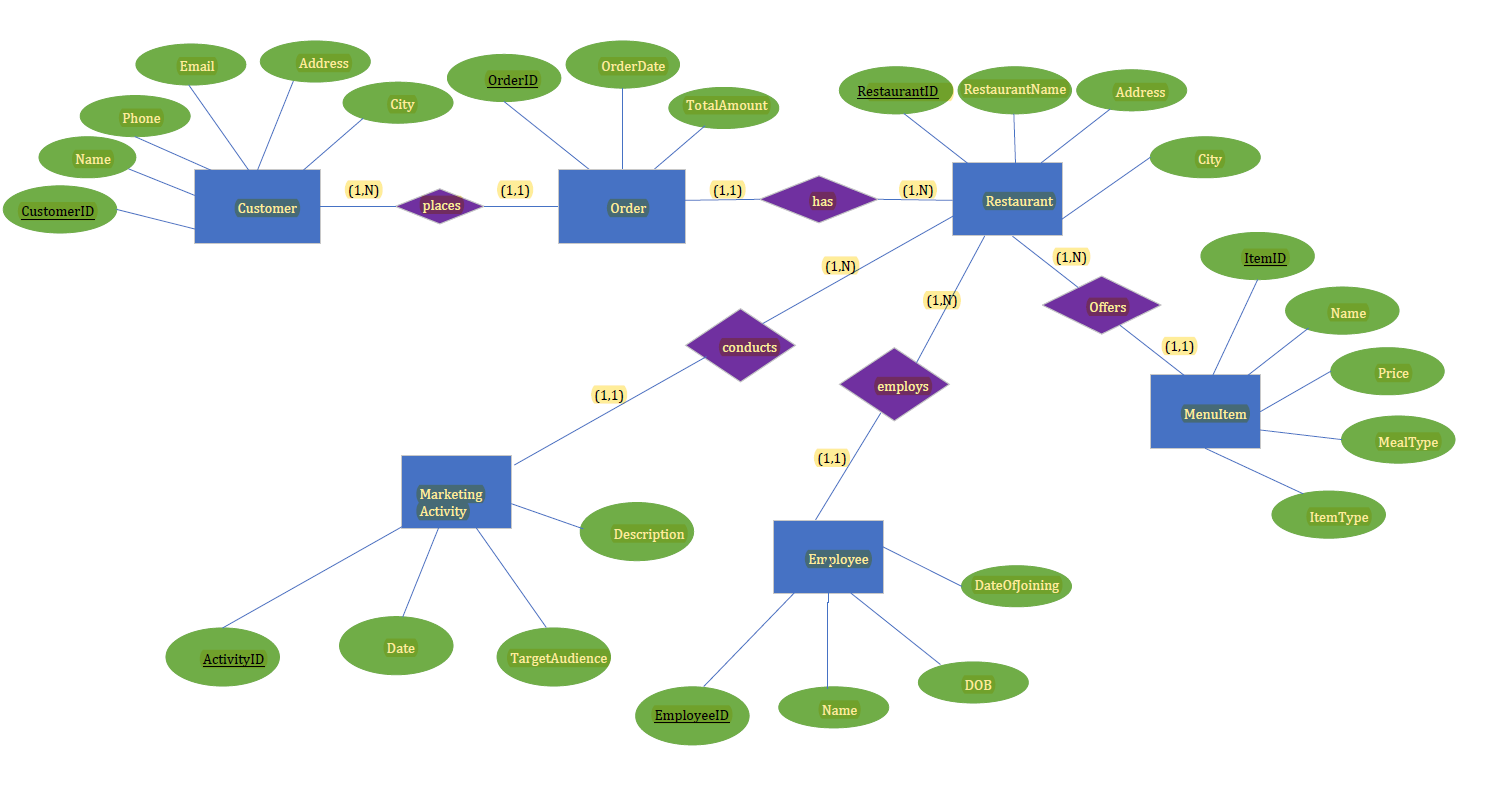 Email
Address
City
Phone
Name
CustomerID
Customer
(1,N)
places
(1,1)
OrderID
OrderDate
TotalAmount
Order
(1,1)
has
(1,N)
RestaurantID
RestaurantName
Address
City
Restaurant
(1,N)
conducts
(1,1)
(1,N)
employs
(1,1)
(1,N)
Offers
(1,1)
ItemID
Name
Price
MealType
ItemType
MenuItem
Marketing
Activity
Description
ActivityID
Date
TargetAudience
Employee
DateOfJoining
EmployeeID
Name
DOB